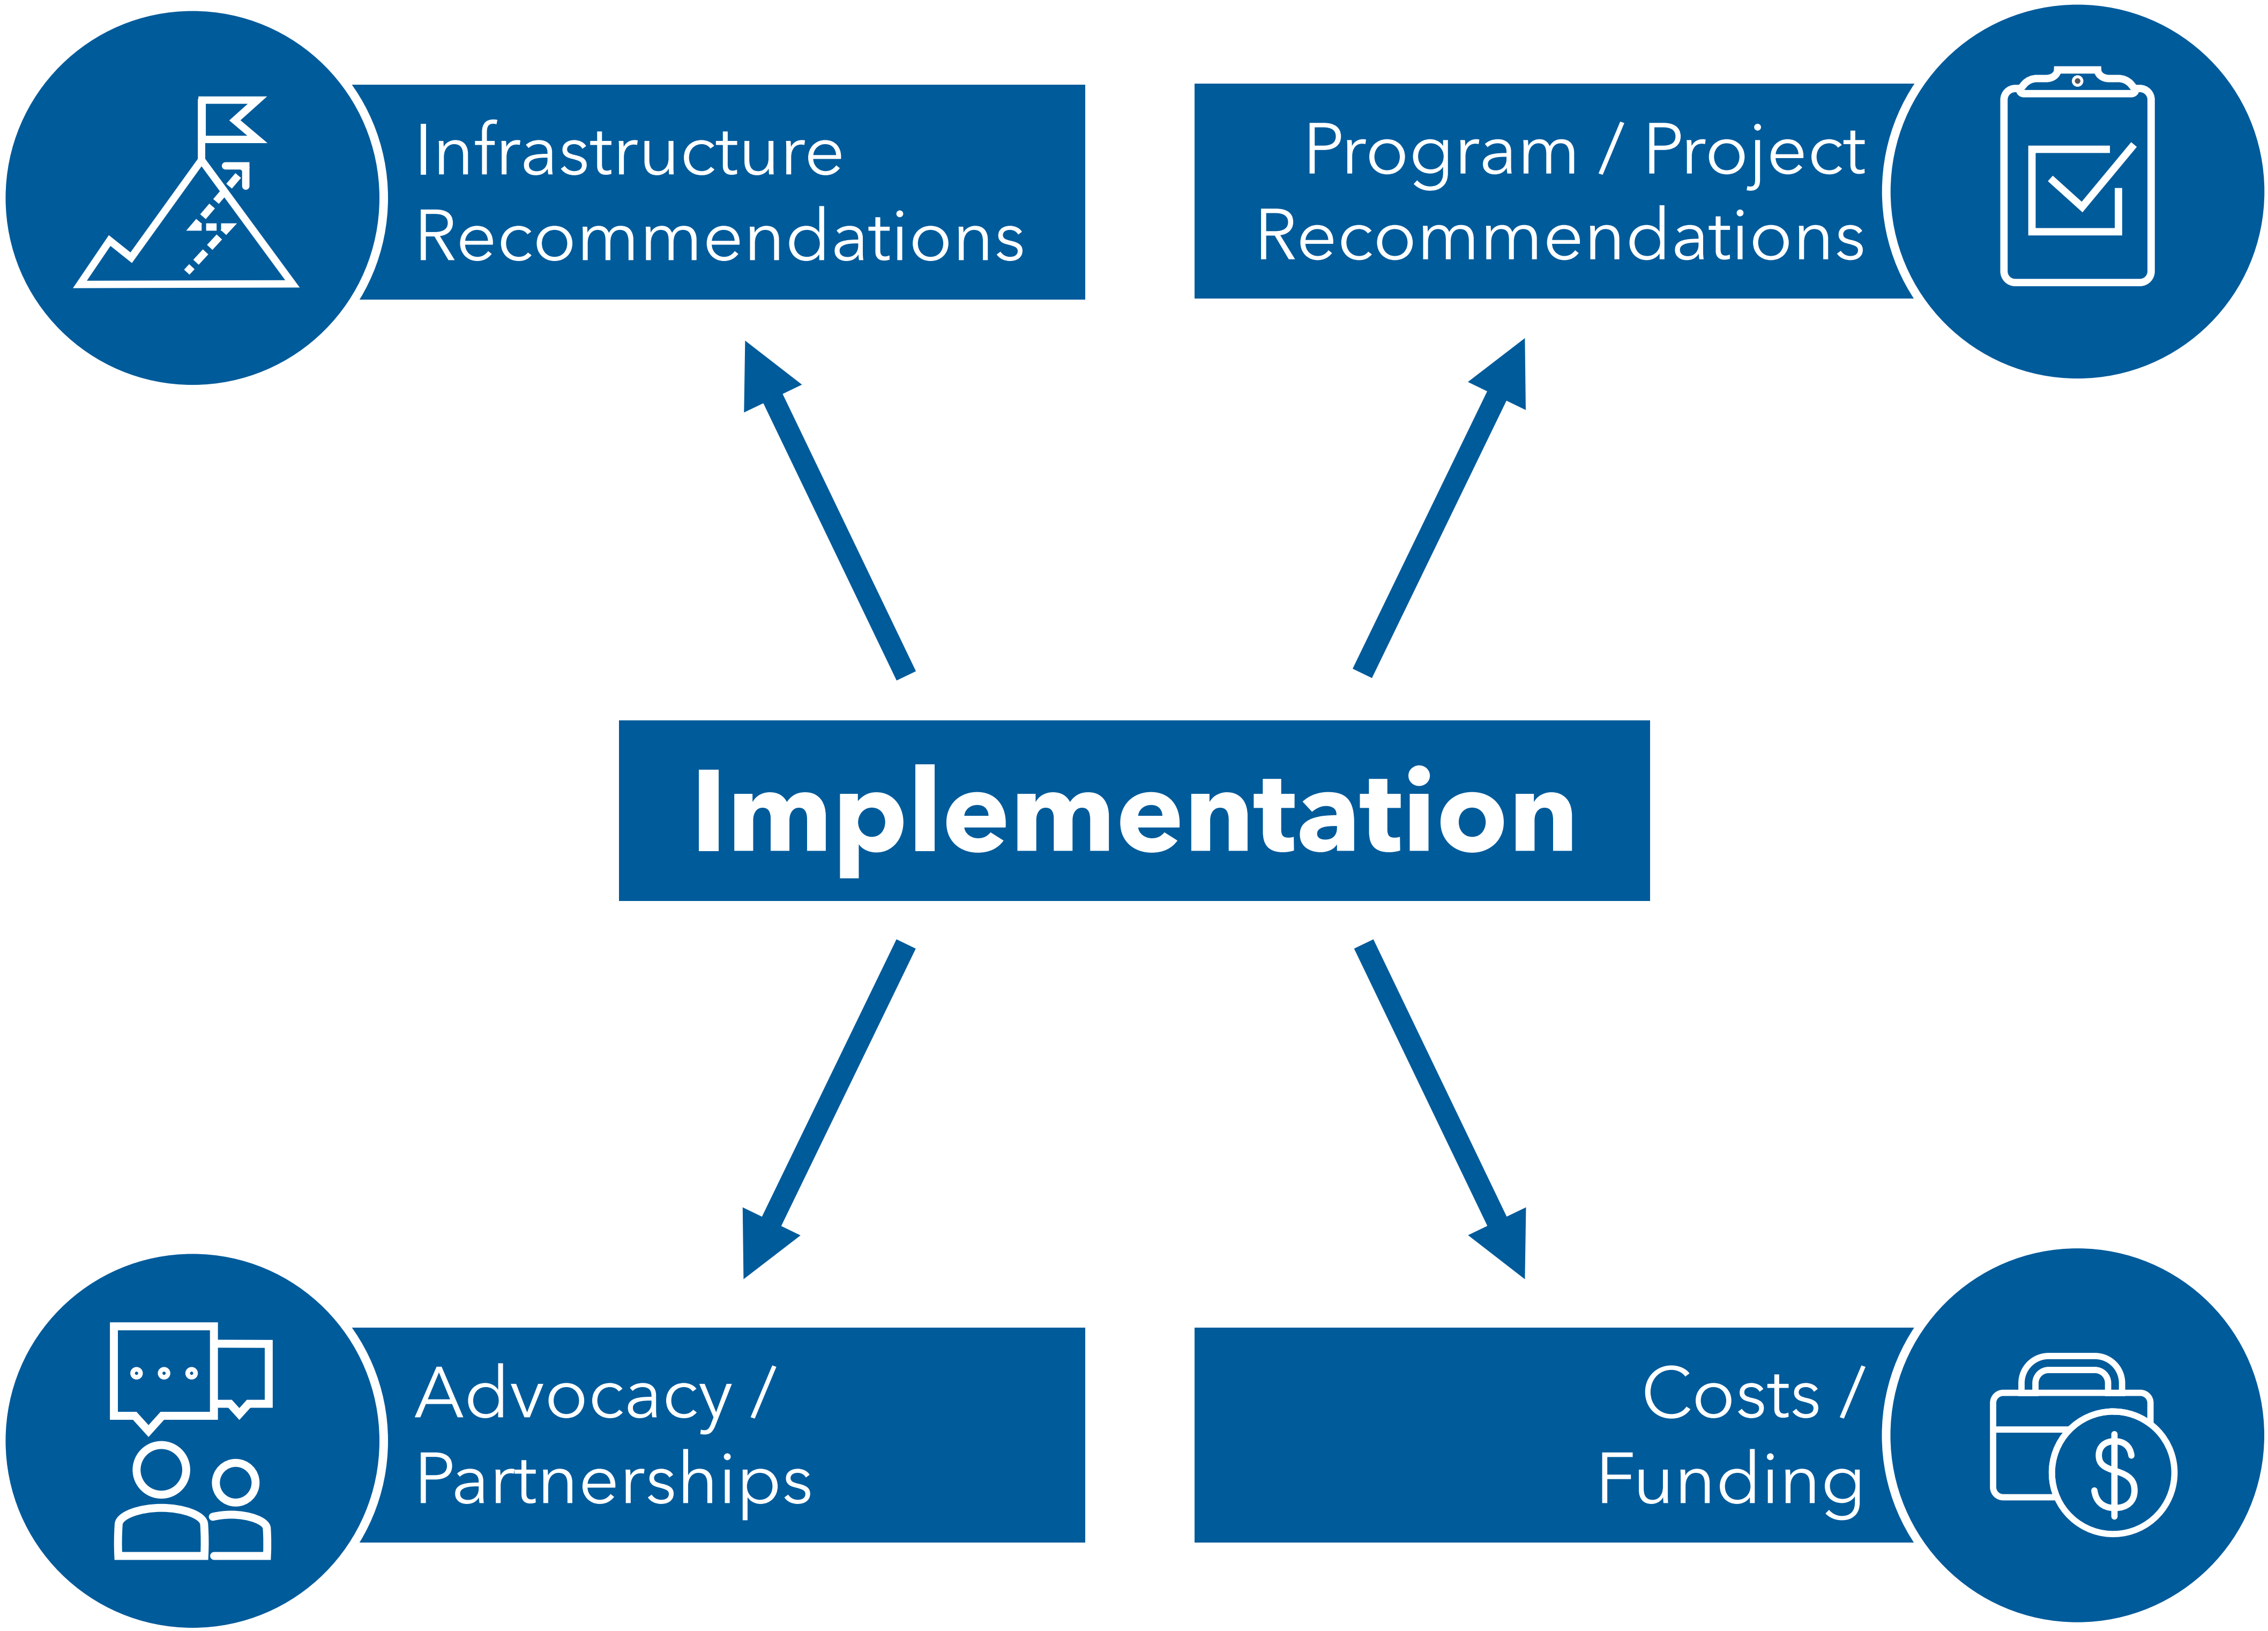 Infrastructure
Recommendations
Program / Project
Recommendations
Implementation
Advocacy /
Partnerships
Costs /
Funding
$